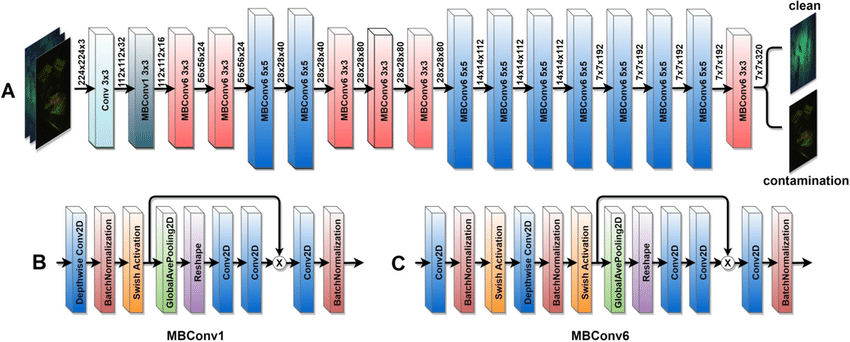 clean
A
224x224x3
Conv 3x3
112x112x32
MBConv1 3x3
112x112x16
MBConv6 3x3
56x56x24
MBConv6 3x3
56x56x24
MBConv6 5x5
28x28x40
MBConv6 5x5
28x28x40
MBConv6 3x3
28x28x80
MBConv6 3x3
28x28x80
MBConv6 3x3
28x28x80
MBConv6 5x5
14x14x112
MBConv6 5x5
14x14x112
MBConv6 5x5
14x14x112
MBConv6 5x5
7x7x192
MBConv6 5x5
7x7x192
MBConv6 5x5
7x7x192
MBConv6 5x5
7x7x192
MBConv6 3x3
7x7x320
contamination
B
Depthwise Conv2D
BatchNormalization
Swish Activation
GlobalAvePooling2D
Reshape
Conv2D
Conv2D
X
Conv2D
BatchNormalization
MBConv1
C
Conv2D
BatchNormalization
Swish Activation
Depthwise Conv2D
BatchNormalization
Swish Activation
GlobalAvePooling2D
Reshape
Conv2D
Conv2D
X
Conv2D
BatchNormalization
MBConv6